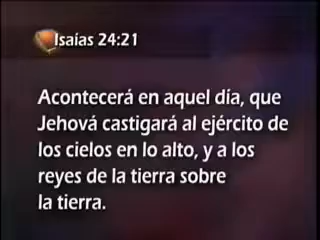 Isaías 24:21
Acontecerá en aquel día, que
Jehová castigará al ejército de
los cielos en lo alto, y a los
reyes de la tierra sobre
la tierra.